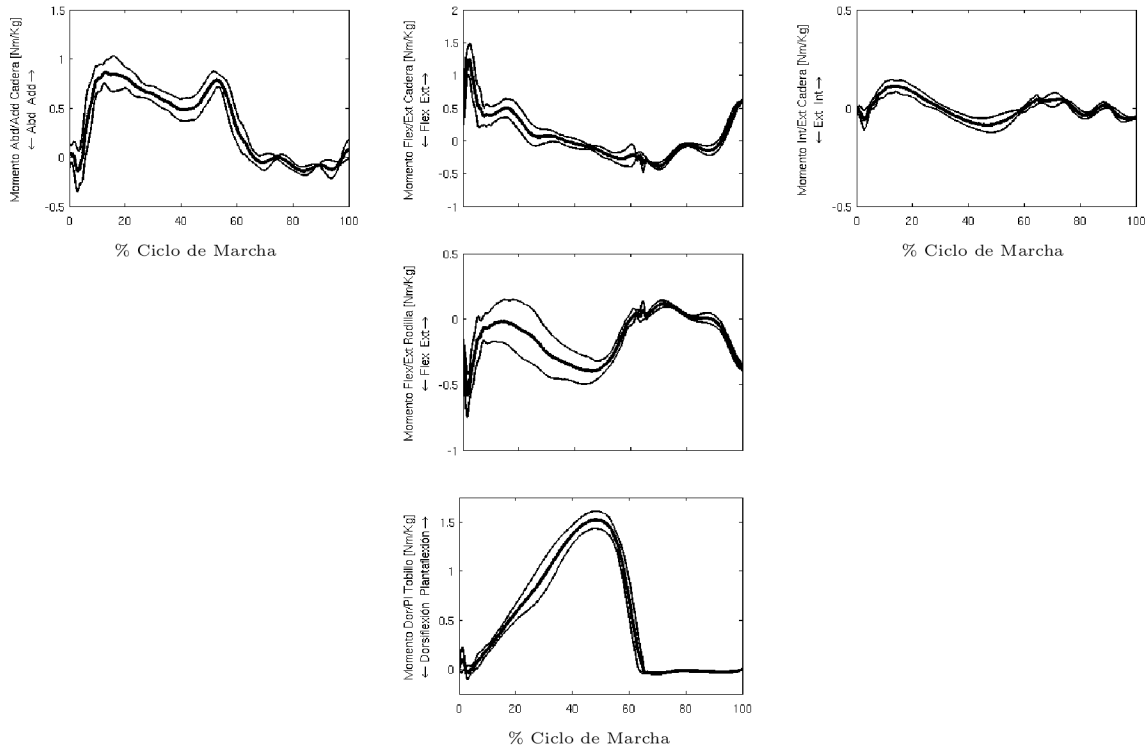 Momento Abd/Add Cadera [Nm/Kg]
← Abd Add →
1.5
1
0.5
0
-0.5
0 20 40 60 80 100
% Ciclo de Marcha
Momento Flex/Ext Cadera [Nm/Kg]
← Flex Ext →
2
1.5
1
0.5
0
-0.5
-1
Momento Int/Ext Cadera [Nm/Kg]
← Ext Int →
0.5
0
-0.5
0 20 40 60 80 100
% Ciclo de Marcha
Momento Flex/Ext Rodilla [Nm/Kg]
← Flex Ext →
0.5
0
-0.5
-1
Momento Dor/Pl Tobillo [Nm/Kg]
← Dorsiflexión Plantaflexión →
1.5
1
0.5
0
0 20 40 60 80 100
% Ciclo de Marcha